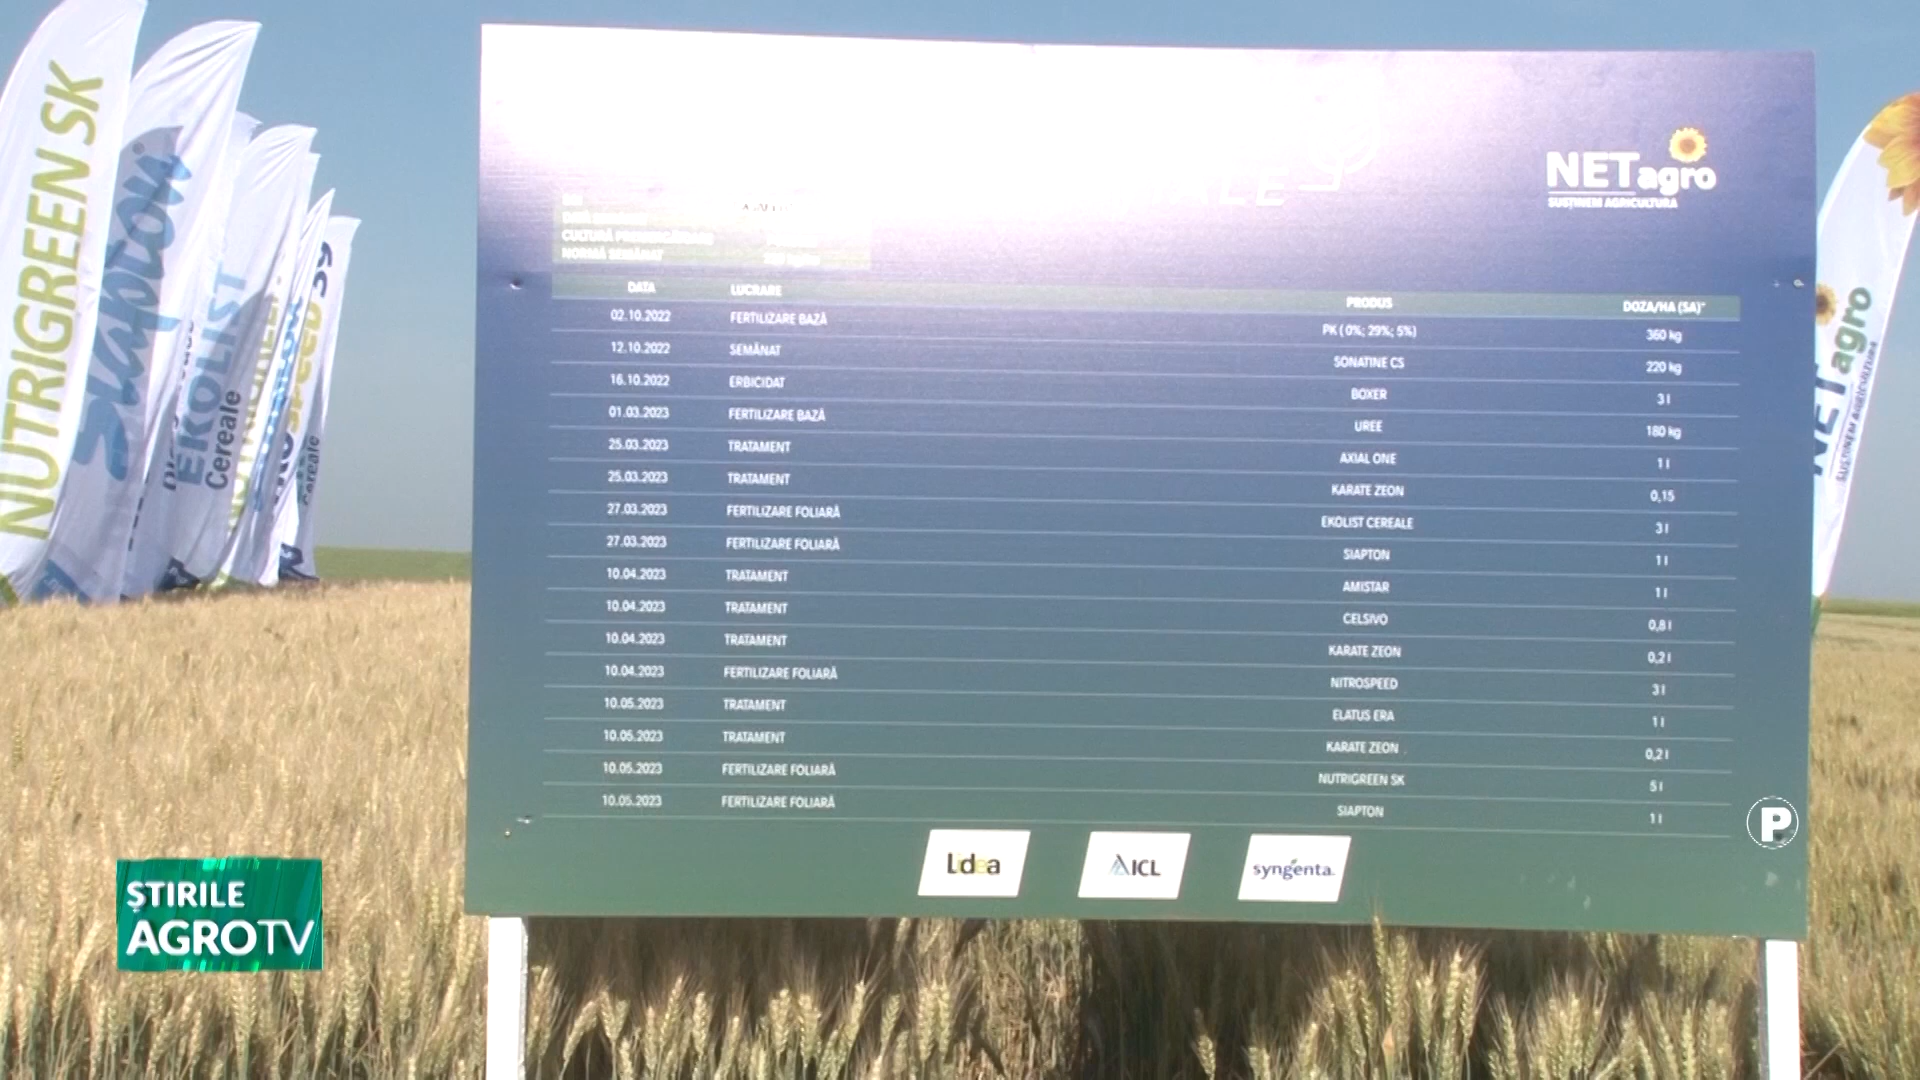 NUTRIGREEN SK
Siapton
EKOLIST
Cereale
NETagro
SUSȚINEM AGRICULTURA
NORMĂ SEMĂNAT
DATA LUCRARE PRODUS DOZA/HA (SA)*
02.10.2022 FERTILIZARE BAZĂ PK (0%; 29%; 5%) 360 kg
12.10.2022 SEMĂNAT SONATINE CS 220 kg
16.10.2022 ERBICIDAT BOXER 3 l
01.03.2023 FERTILIZARE BAZĂ UREE 180 kg
25.03.2023 TRATAMENT AXIAL ONE 1 l
25.03.2023 TRATAMENT KARATE ZEON 0,15
27.03.2023 FERTILIZARE FOLIARĂ EKOLIST CEREALE 3 l
27.03.2023 FERTILIZARE FOLIARĂ SIAPTON 1 l
10.04.2023 TRATAMENT AMISTAR 1 l
10.04.2023 TRATAMENT CELSIVO 0,8 l
10.04.2023 TRATAMENT KARATE ZEON 0,2 l
10.04.2023 FERTILIZARE FOLIARĂ NITROSPEED 3 l
10.05.2023 TRATAMENT ELATUS ERA 1 l
10.05.2023 TRATAMENT KARATE ZEON 0,2 l
10.05.2023 FERTILIZARE FOLIARĂ NUTRIGREEN SK 5 l
10.05.2023 FERTILIZARE FOLIARĂ SIAPTON 1 l
Lidea
ICL
syngenta
NETagro
SUSȚINEM AGRICULTURA
P
ȘTIRILE
AGROTV